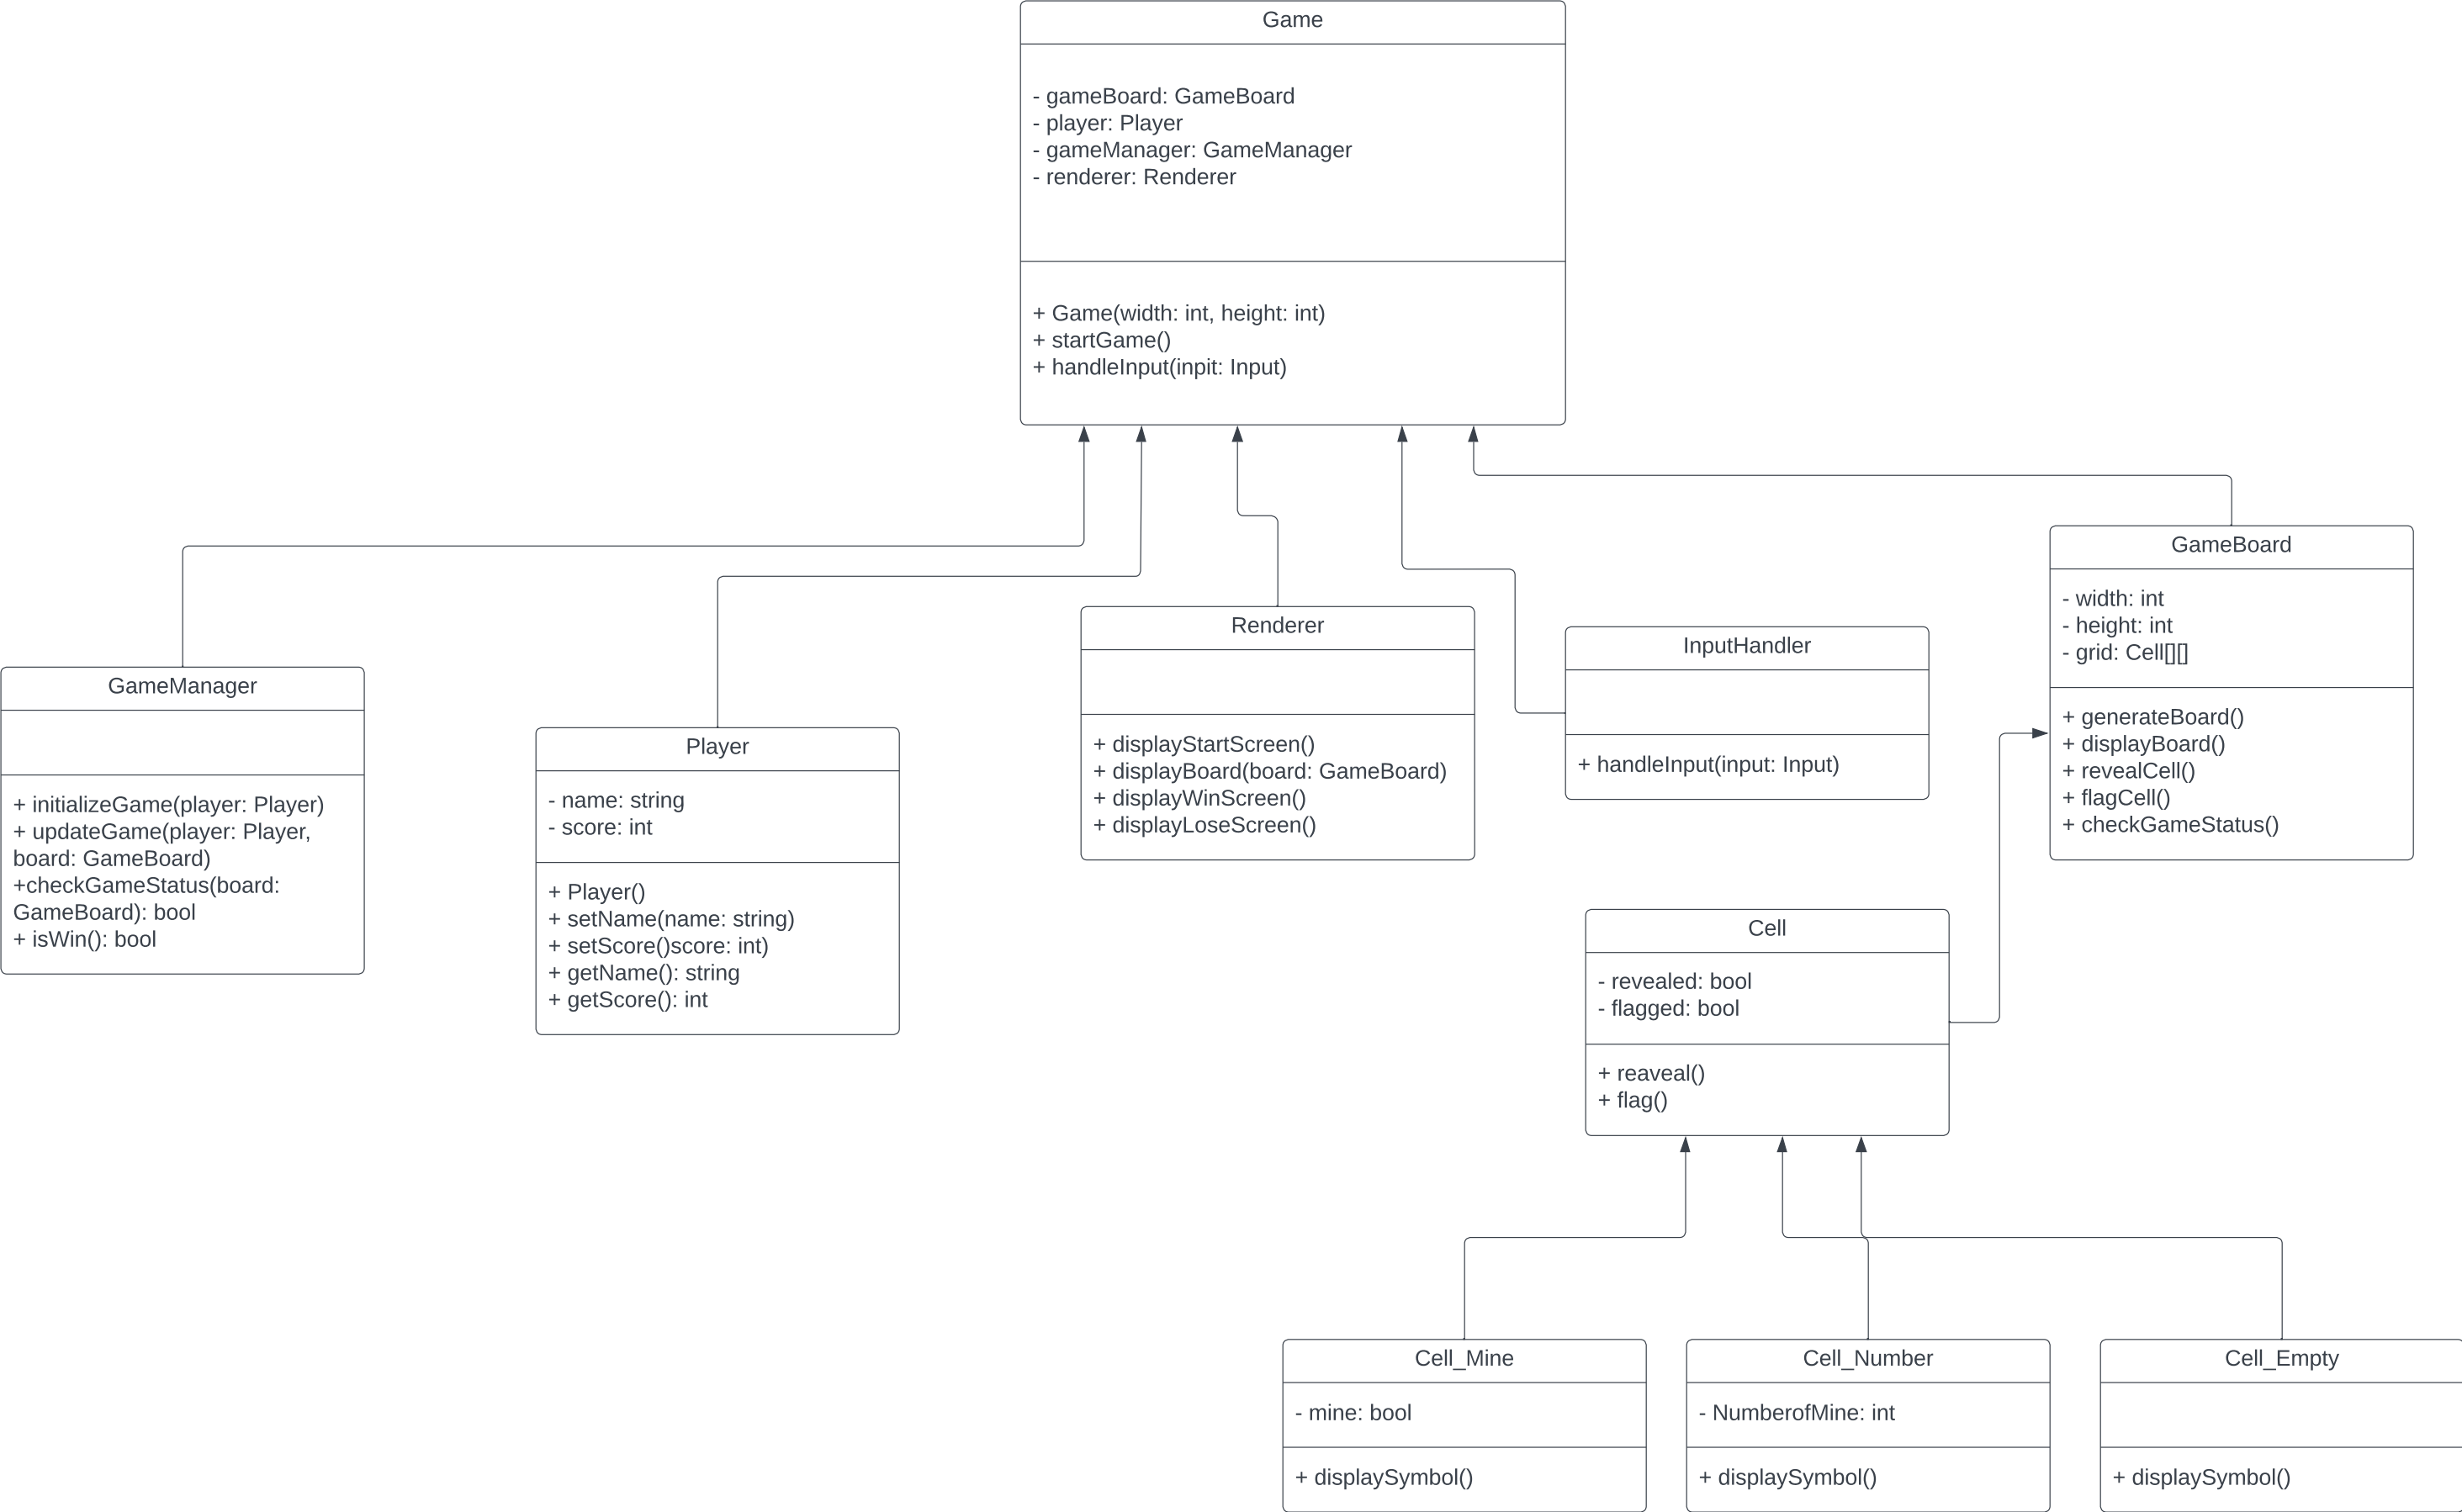 Game
- gameBoard: GameBoard
- player: Player
- gameManager: GameManager
- renderer: Renderer
+ Game(width: int, height: int)
+ startGame()
+ handleInput(inpit: Input)
GameManager
+ initializeGame(player: Player)
+ updateGame(player: Player,
board: GameBoard)
+checkGameStatus(board:
GameBoard): bool
+ isWin(): bool
Player
- name: string
- score: int
+ Player()
+ setName(name: string)
+ setScore()score: int)
+ getName(): string
+ getScore(): int
Renderer
+ displayStartScreen()
+ displayBoard(board: GameBoard)
+ displayWinScreen()
+ displayLoseScreen()
InputHandler
+ handleInput(input: Input)
GameBoard
- width: int
- height: int
- grid: Cell[][]
+ generateBoard()
+ displayBoard()
+ revealCell()
+ flagCell()
+ checkGameStatus()
Cell
- revealed: bool
- flagged: bool
+ reaveal()
+ flag()
Cell_Mine
- mine: bool
+ displaySymbol()
Cell_Number
- NumberofMine: int
+ displaySymbol()
Cell_Empty
+ displaySymbol()